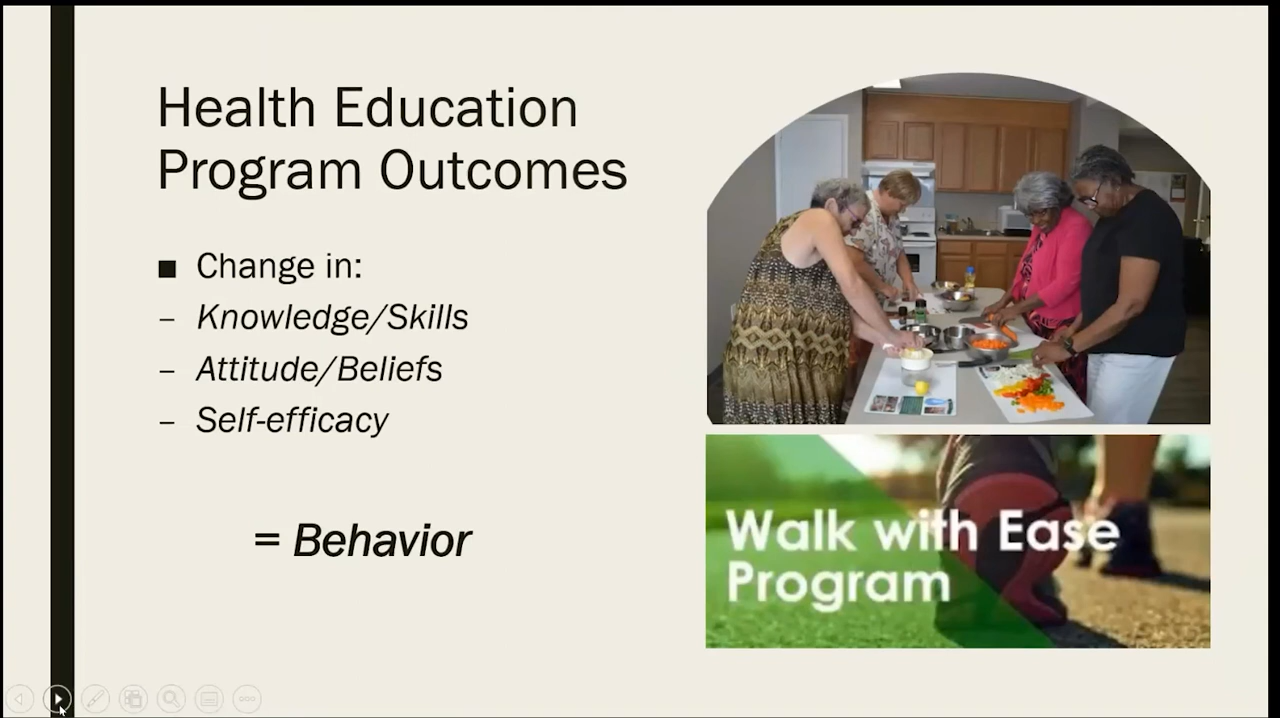 Health Education
Program Outcomes
■ Change in:
– Knowledge/Skills
– Attitude/Beliefs
– Self-efficacy
= Behavior
Walk with Ease
Program